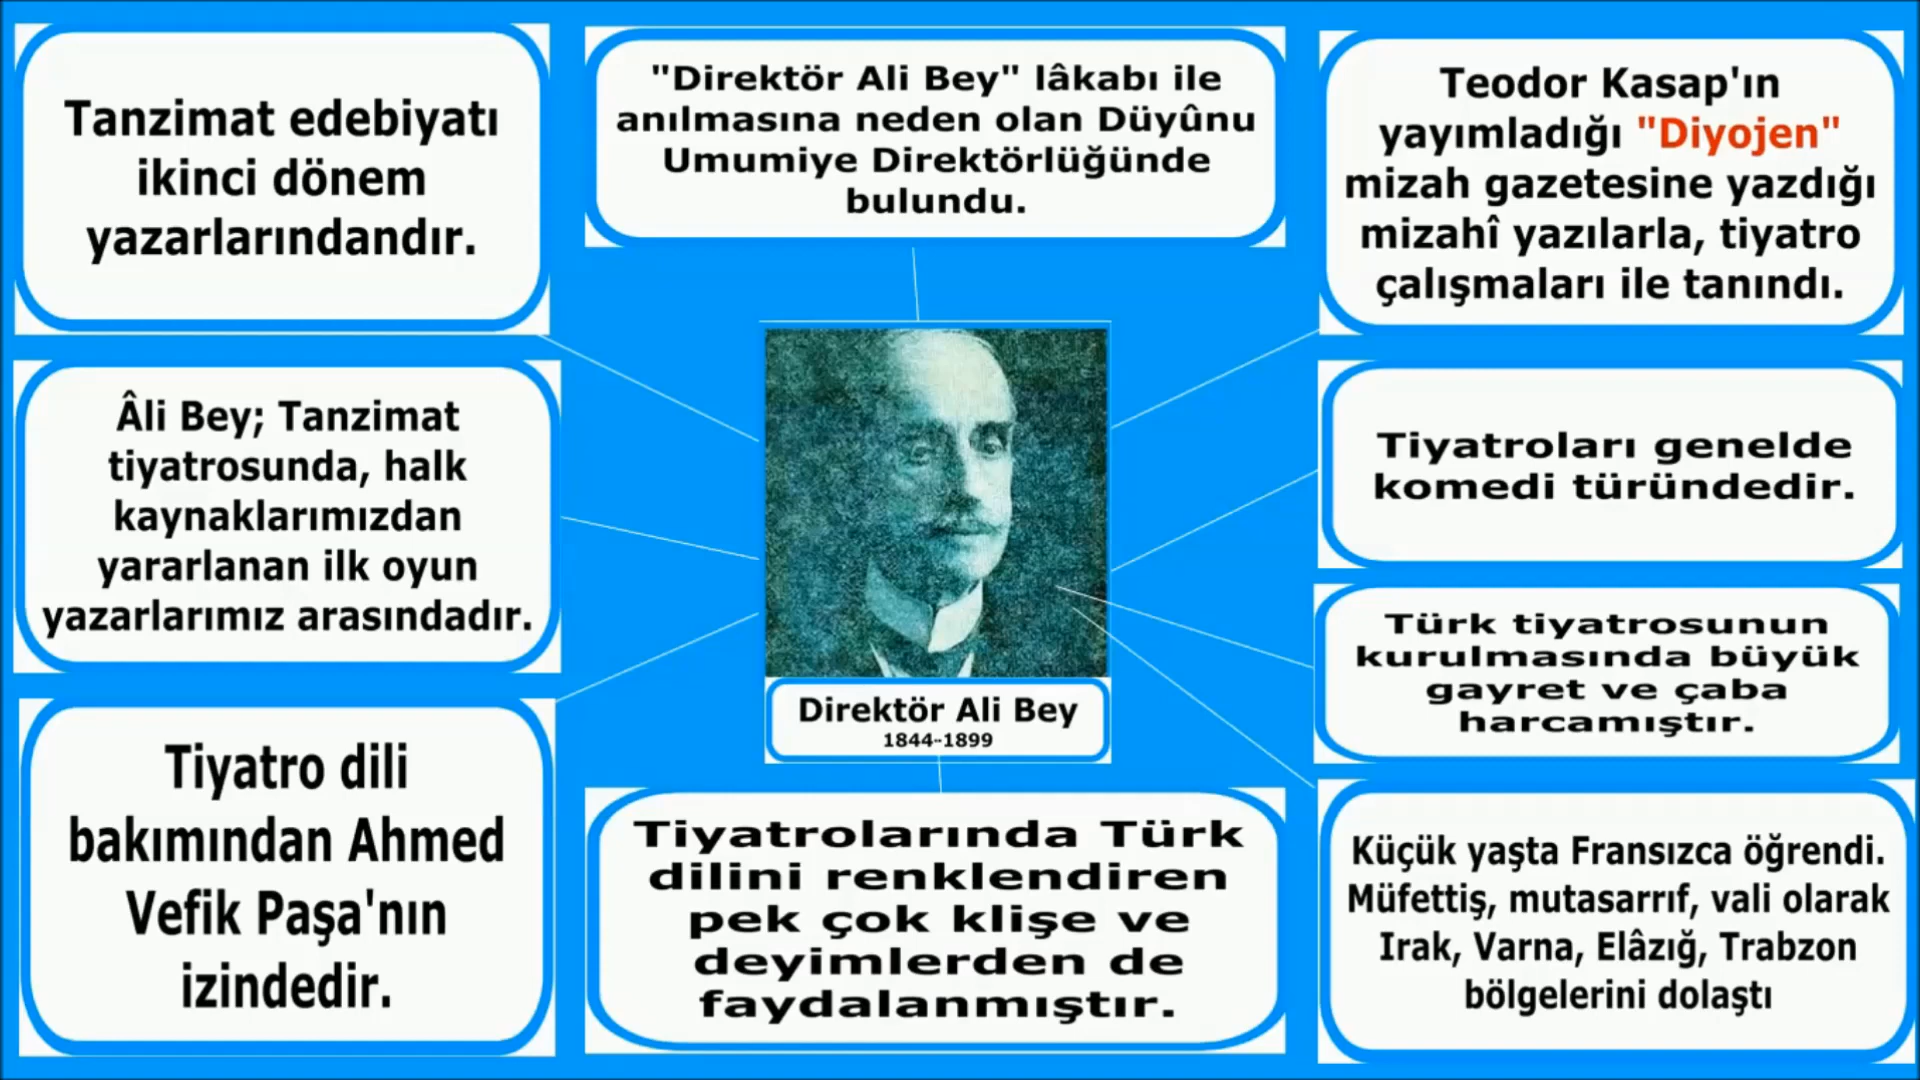 Tanzimat edebiyatı
ikinci dönem
yazarlarındandır.
"Direktör Ali Bey" lâkabı ile
anılmasına neden olan Düyûnu
Umumiye Direktörlüğünde
bulundu.
Teodor Kasap'ın
yayımladığı "Diyojen"
mizah gazetesine yazdığı
mizahî yazılarla, tiyatro
çalışmaları ile tanındı.
Âli Bey; Tanzimat
tiyatrosunda, halk
kaynaklarımızdan
yararlanan ilk oyun
yazarlarımız arasındadır.
Tiyatroları genelde
komedi türündedir.
Türk tiyatrosunun
kurulmasında büyük
gayret ve çaba
harcamıştır.
Direktör Ali Bey
1844-1899
Tiyatro dili
bakımından Ahmed
Vefik Paşa'nın
izindedir.
Tiyatrolarında Türk
dilini renklendiren
pek çok klişe ve
deyimlerden de
faydalanmıştır.
Küçük yaşta Fransızca öğrendi.
Müfettiş, mutasarrıf, vali olarak
Irak, Varna, Elâzığ, Trabzon
bölgelerini dolaştı